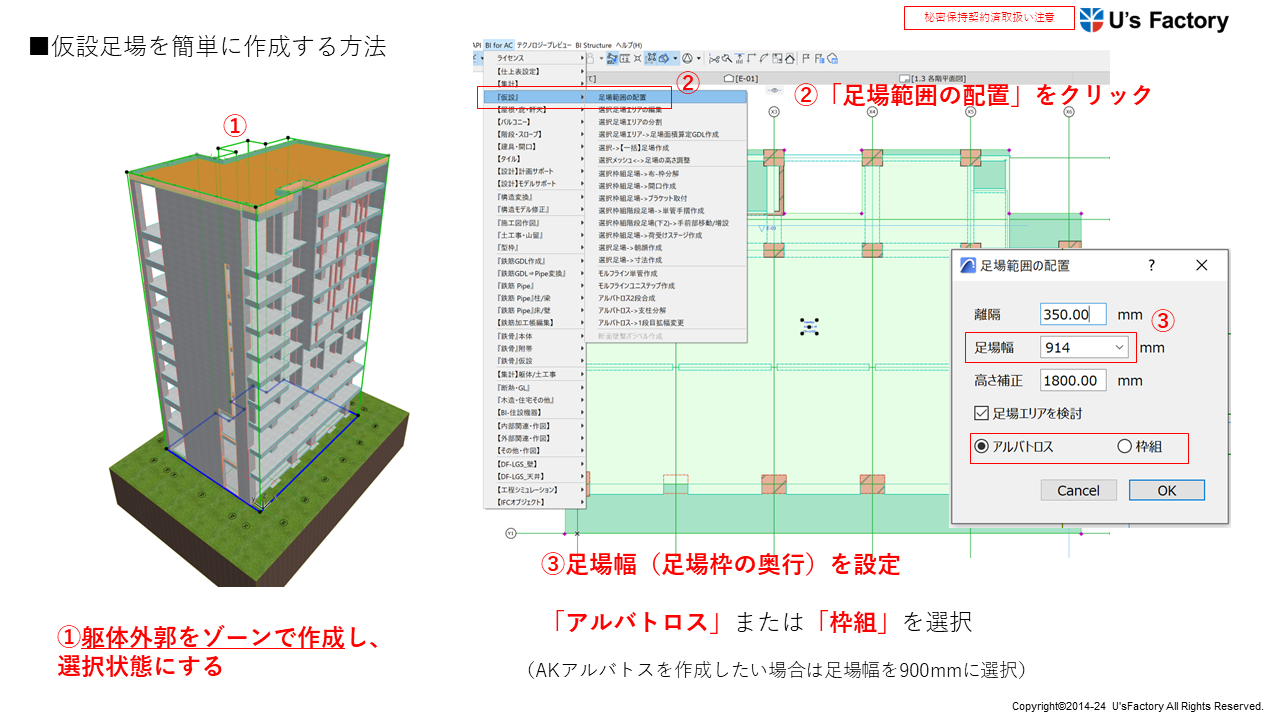 秘密保持契約済取扱い注意
U's Factory
■仮設足場を簡単に作成する方法
BI for AC テクノロジープレビュー BI Structure ヘルプ(H)
ライセンス
【仕上表設定】
【集計】
『仮設』
【バルコニー】
【階段・スロープ】
【建具・開口】
【タイル】
【設計】計画サポート
【設計】モデルサポート
『構造変換』
『構造モデル修正』
『施工図作図』
『土工事・山留』
『型枠』
『鉄筋GDL作成』
『鉄筋GDL⇒Pipe変換』
『鉄筋 Pipe』
『鉄筋 Pipe』柱/梁
『鉄筋 Pipe』床/壁
『鉄筋加工帳編集』
『鉄骨』本体
『鉄骨』附帯
『鉄骨』仮設
【集計】躯体/土工事
『断熱・GL』
『木造・住宅その他』
【BI-住設機器】
【内部関連・作図】
【外部関連・作図】
【その他・作図】
【DF-LGS_壁】
【DF-LGS_天井】
【工程シミュレーション】
【IFCオブジェクト】
足場範囲の配置
選択足場エリアの編集
選択足場エリアの分割
選択足場エリア->足場面積算定GDL作成
選択->【一括】足場作成
選択メッシュ<->足場の高さ調整
選択枠組足場->布-枠分解
選択枠組足場->開口作成
選択枠組足場->ブラケット取付
選択枠組階段足場->単管手摺作成
選択枠組階段足場(下2)->手前部移動/増設
選択枠組足場->荷受けステージ作成
選択足場->朝顔作成
選択足場->寸法作成
モルフライン単管作成
モルフラインユニステップ作成
アルバトロス2段合成
アルバトロス->支柱分解
アルバトロス->1段目拡幅変更
[E-01]
[1.3 各階平面図]
X3
X4
X5
X6
Y1
①
②
②「足場範囲の配置」をクリック
足場範囲の配置
?
離隔
350.00
mm
③
足場幅
914
mm
高さ補正
1800.00
mm
足場エリアを検討
アルバトロス
枠組
Cancel
OK
③足場幅（足場枠の奥行）を設定
「アルバトロス」または「枠組」を選択
（AKアルバトスを作成したい場合は足場幅を900mmに選択）
①躯体外郭をゾーンで作成し、
選択状態にする
Copyright©2014-24 U'sFactory All Rights Reserved.